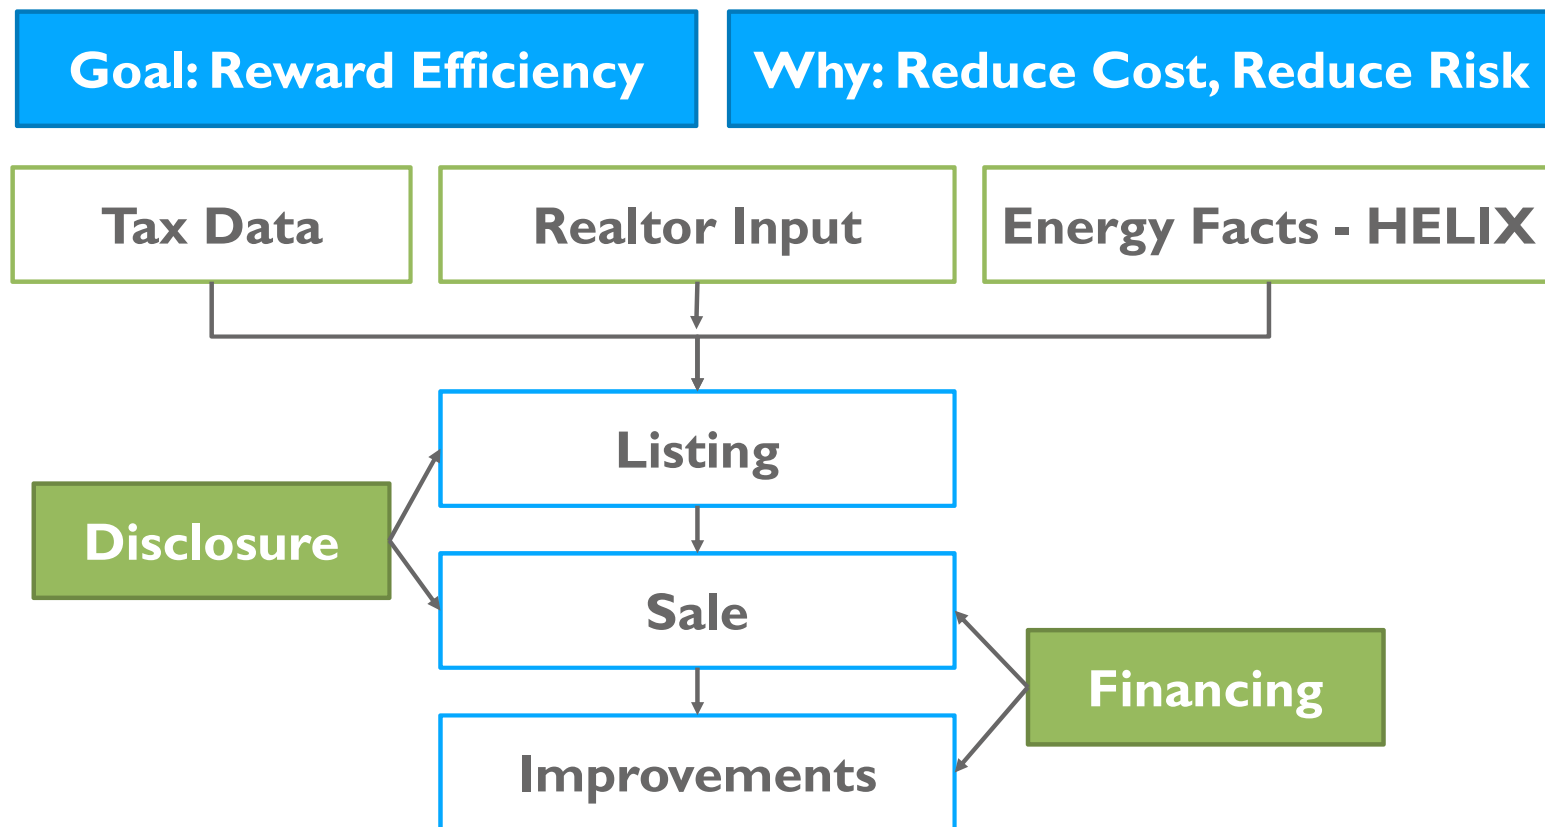 Goal: Reward Efficiency
Why: Reduce Cost, Reduce Risk
Tax Data
Realtor Input
Energy Facts - HELIX
Listing
Disclosure
Sale
Financing
Improvements